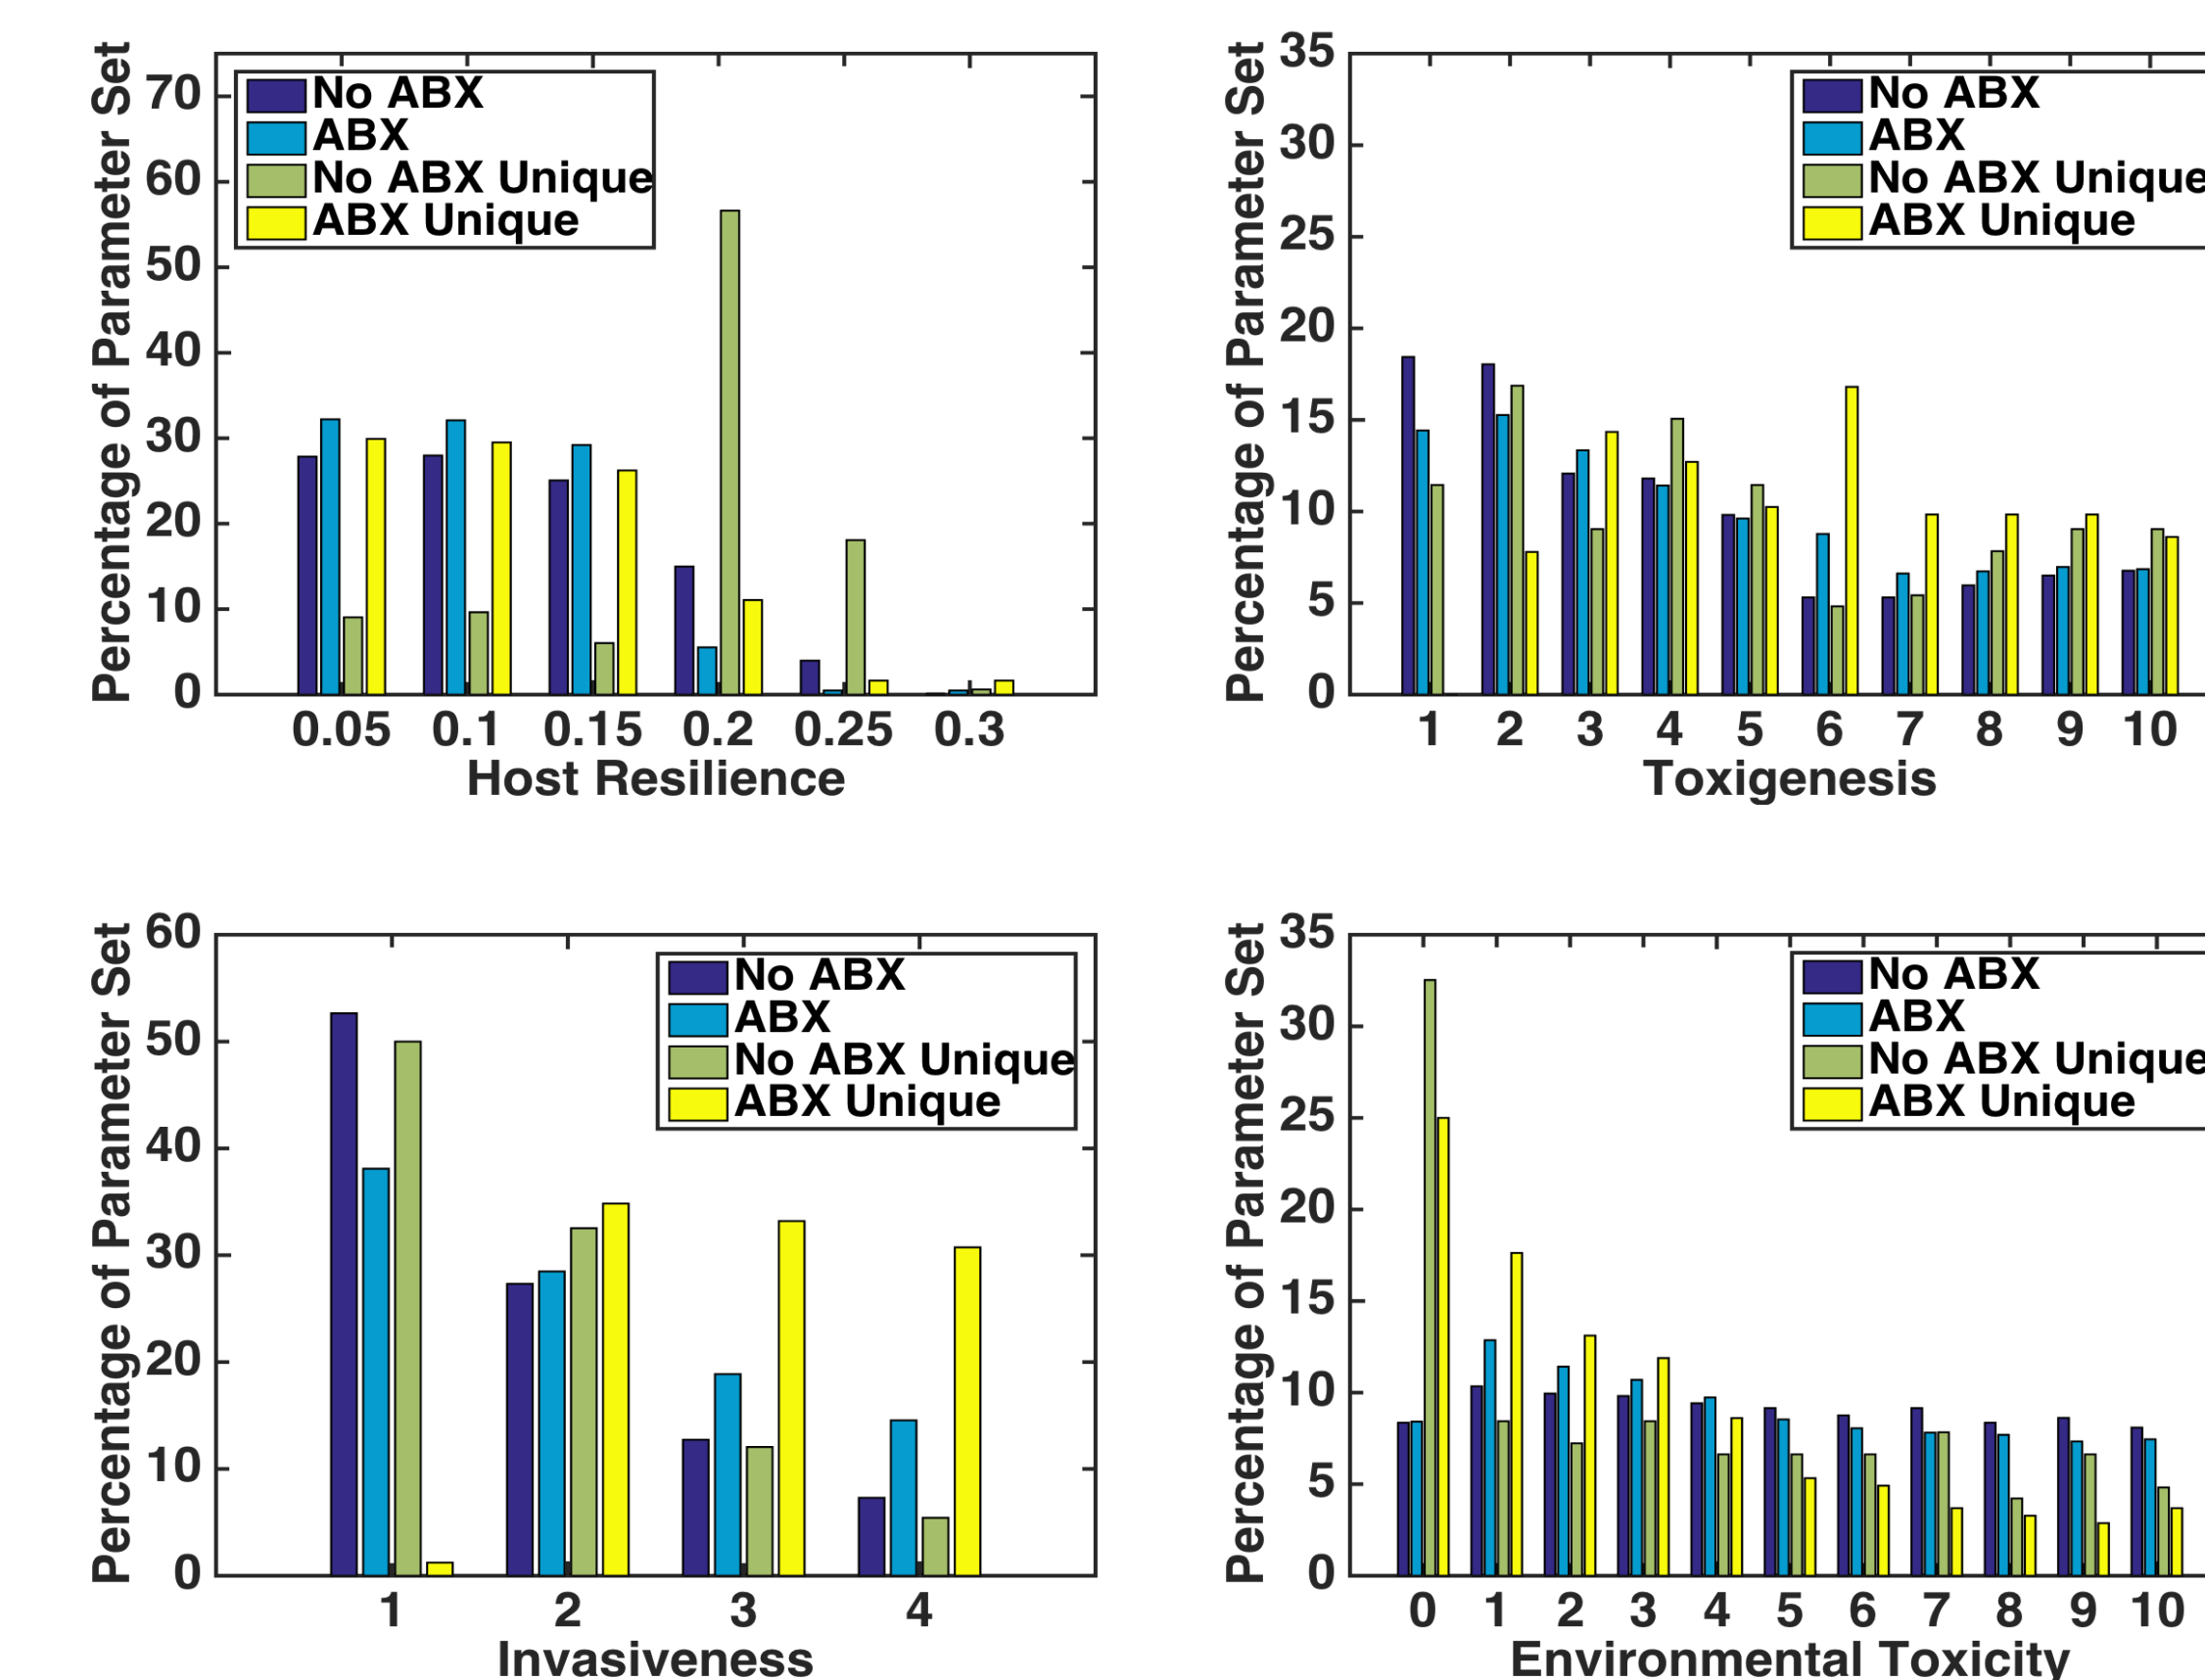 Percentage of Parameter Set
70
60
50
40
30
20
10
0
No ABX
ABX
No ABX Unique
ABX Unique
0.05 0.1 0.15 0.2 0.25 0.3
Host Resilience
Percentage of Parameter Set
35
30
25
20
15
10
5
0
No ABX
ABX
No ABX Unique
ABX Unique
1 2 3 4 5 6 7 8 9 10
Toxigenesis
Percentage of Parameter Set
60
50
40
30
20
10
0
No ABX
ABX
No ABX Unique
ABX Unique
1 2 3 4
Invasiveness
Percentage of Parameter Set
35
30
25
20
15
10
5
0
No ABX
ABX
No ABX Unique
ABX Unique
0 1 2 3 4 5 6 7 8 9 10
Environmental Toxicity